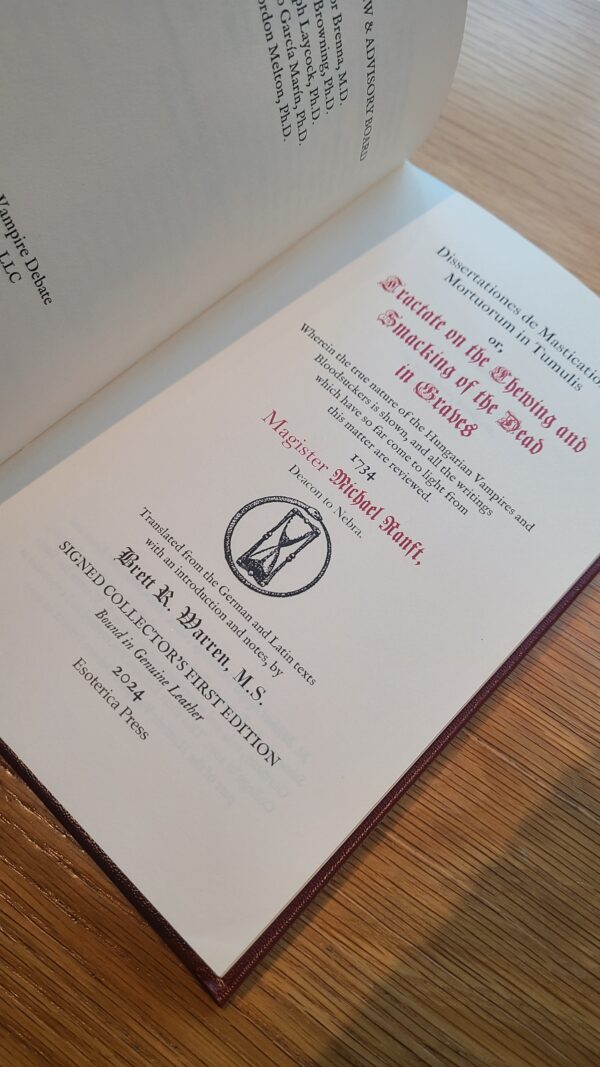 W & ADVISORY BOARD
or Brenna, M.D.
Browning, Ph.D.
ph Laycock, Ph.D.
o García Marín, Ph.D.
ordon Melton, Ph.D.
Vampire Debate
LLC
Dissertationes de Masticatio
Mortuorum in Tumulis
or,
Tractate on the Chewing and
Smacking of the Dead
in Graves
Wherein the true nature of the Hungarian Vampires and
Bloodsuckers is shown, and all the writings
which have so far come to light from
this matter are reviewed.
1734
Magister Michael Ranft,
Deacon to Nebra.
Translated from the German and Latin texts
with an introduction and notes, by
Brett R. Warren, M.S.
SIGNED COLLECTOR'S FIRST EDITION
Bound in Genuine Leather
2024
Esoterica Press